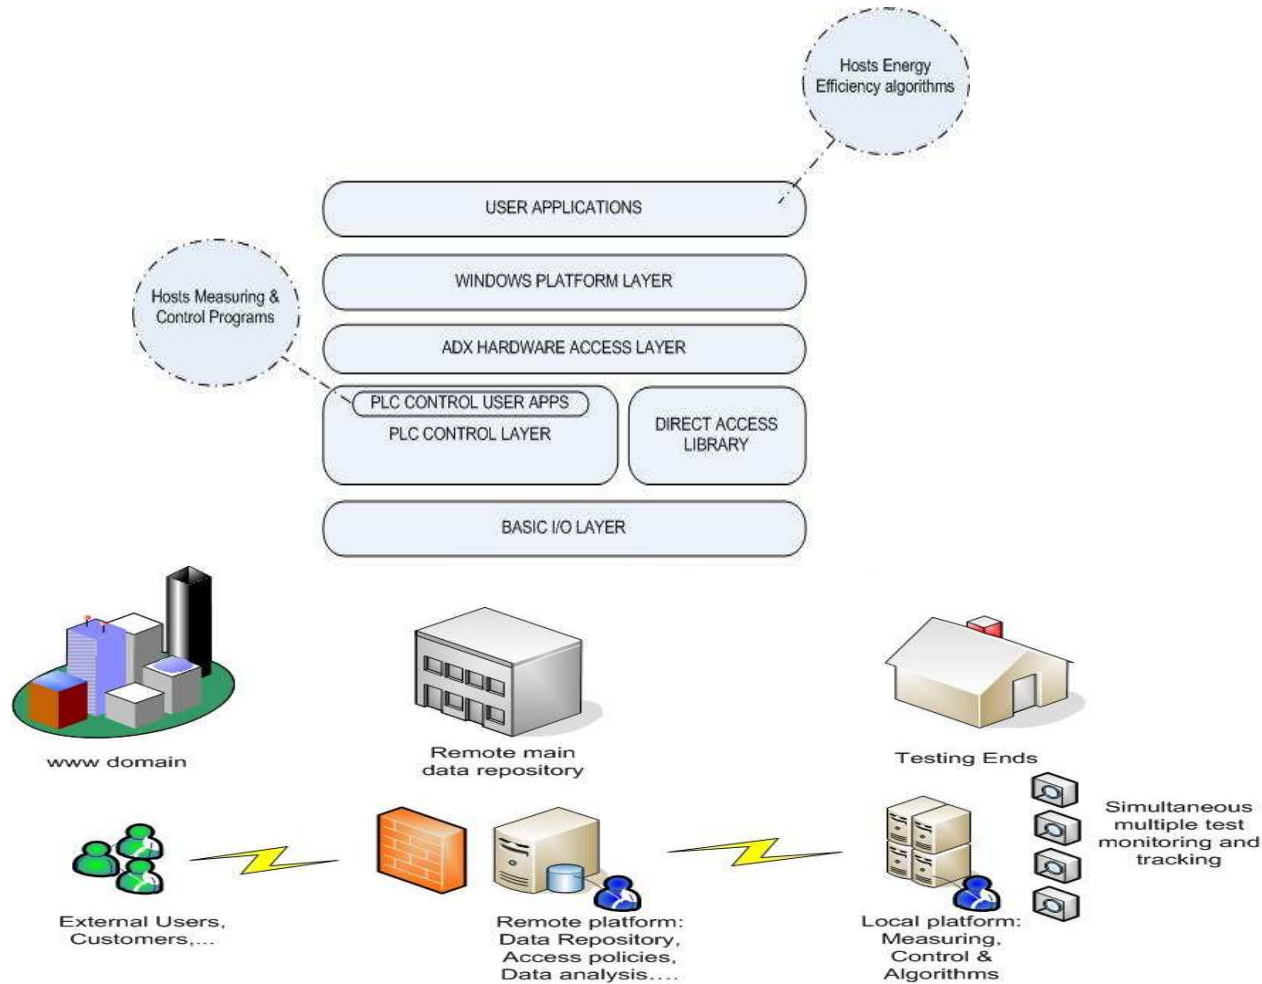 Hosts Energy
Efficiency algorithms
USER APPLICATIONS
WINDOWS PLATFORM LAYER
Hosts Measuring &
Control Programs
ADX HARDWARE ACCESS LAYER
PLC CONTROL USER APPS
PLC CONTROL LAYER
DIRECT ACCESS
LIBRARY
BASIC I/O LAYER
www domain
Remote main
data repository
Testing Ends
Simultaneous
multiple test
monitoring and
tracking
External Users,
Customers,...
Remote platform:
Data Repository,
Access policies,
Data analysis....
Local platform:
Measuring,
Control &
Algorithms